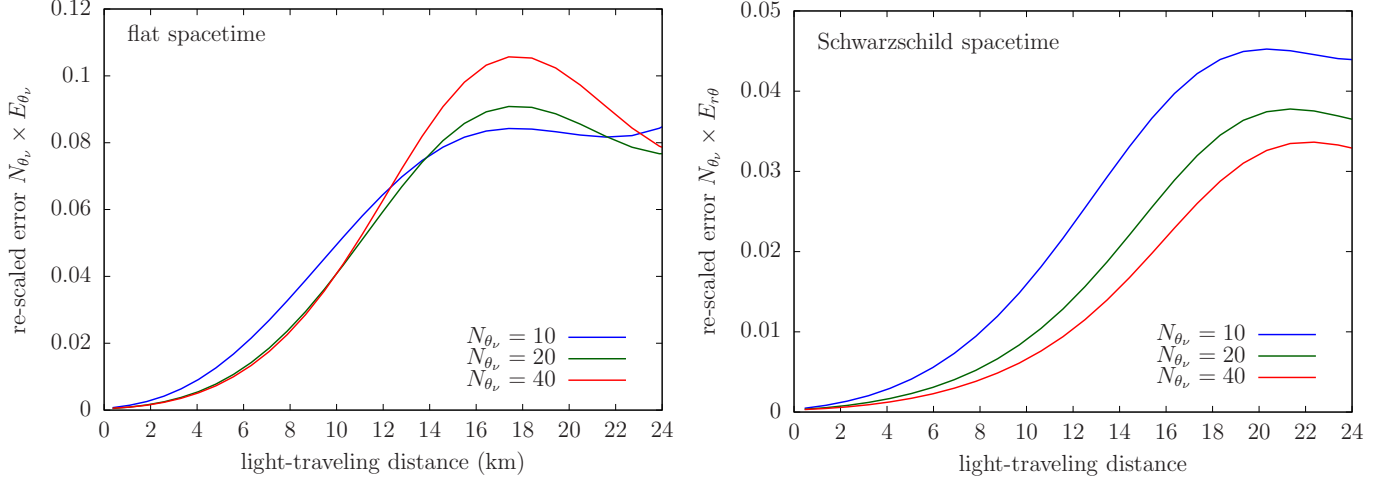 flat spacetime
re-scaled error $N_{\theta_\nu} \times E_{\theta_\nu}$
0.12
0.1
0.08
0.06
0.04
0.02
0
$N_{\theta_\nu} = 10$
$N_{\theta_\nu} = 20$
$N_{\theta_\nu} = 40$
0 2 4 6 8 10 12 14 16 18 20 22 24
light-traveling distance (km)
Schwarzschild spacetime
re-scaled error $N_{\theta_\nu} \times E_{r\theta}$
0.05
0.04
0.03
0.02
0.01
0
$N_{\theta_\nu} = 10$
$N_{\theta_\nu} = 20$
$N_{\theta_\nu} = 40$
0 2 4 6 8 10 12 14 16 18 20 22 24
light-traveling distance